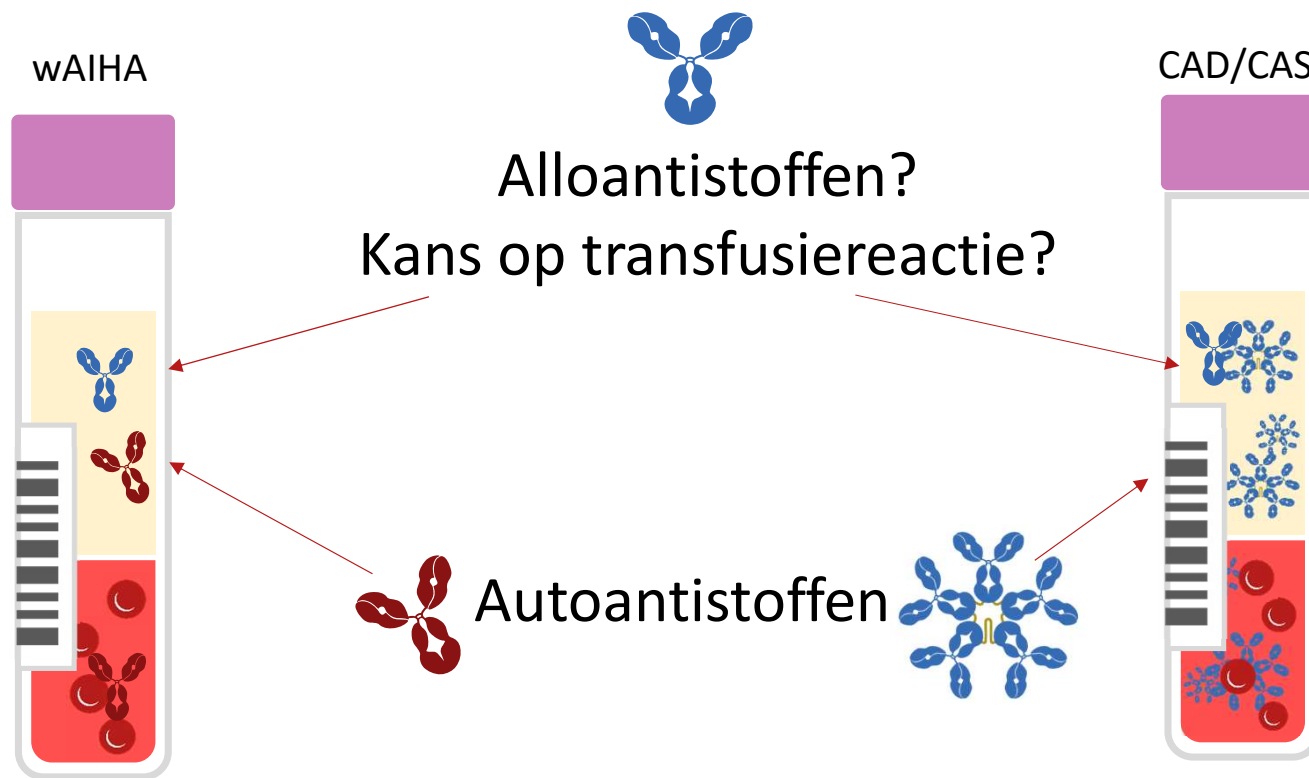 wAIHA
CAD/CAS
Alloantistoffen?
Kans op transfusiereactie?
Autoantistoffen